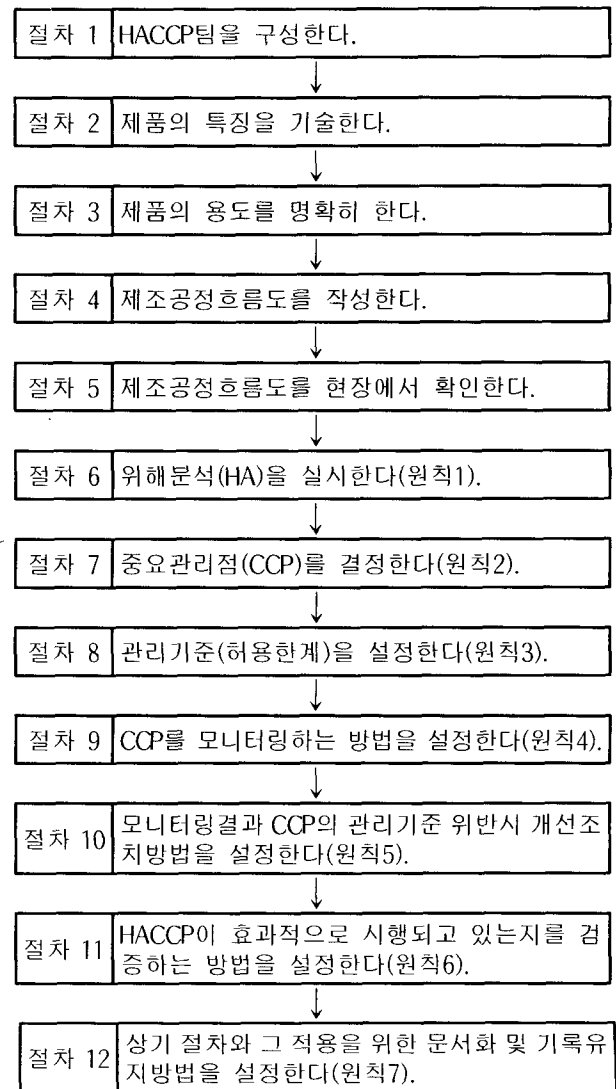 절차 1 HACCP팀을 구성한다.
절차 2 제품의 특징을 기술한다.
절차 3 제품의 용도를 명확히 한다.
절차 4 제조공정흐름도를 작성한다.
절차 5 제조공정흐름도를 현장에서 확인한다.
절차 6 위해분석(HA)을 실시한다(원칙1).
절차 7 중요관리점(CCP)를 결정한다(원칙2).
절차 8 관리기준(허용한계)을 설정한다(원칙3).
절차 9 CCP를 모니터링하는 방법을 설정한다(원칙4).
절차 10 모니터링결과 CCP의 관리기준 위반시 개선조
치방법을 설정한다(원칙5).
절차 11 HACCP이 효과적으로 시행되고 있는지를 검
증하는 방법을 설정한다(원칙6).
절차 12 상기 절차와 그 적용을 위한 문서화 및 기록유
지방법을 설정한다(원칙7).